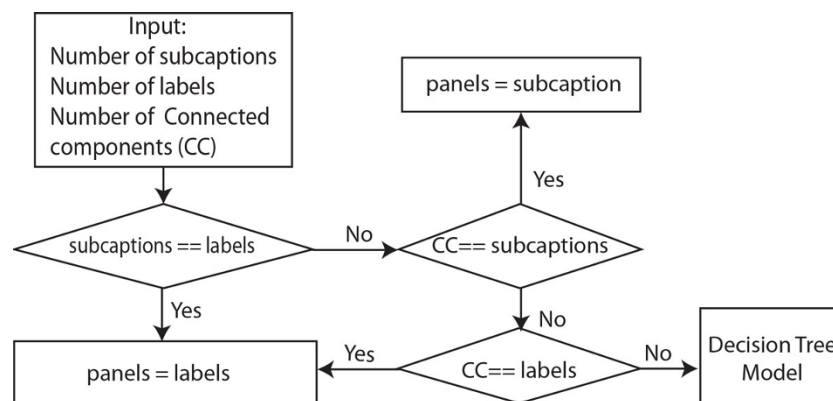 Input:
Number of subcaptions
Number of labels
Number of Connected
components (CC)
panels = subcaption
Yes
subcaptions == labels
No
CC== subcaptions
Yes
No
panels = labels
Yes
CC== labels
No
Decision Tree
Model